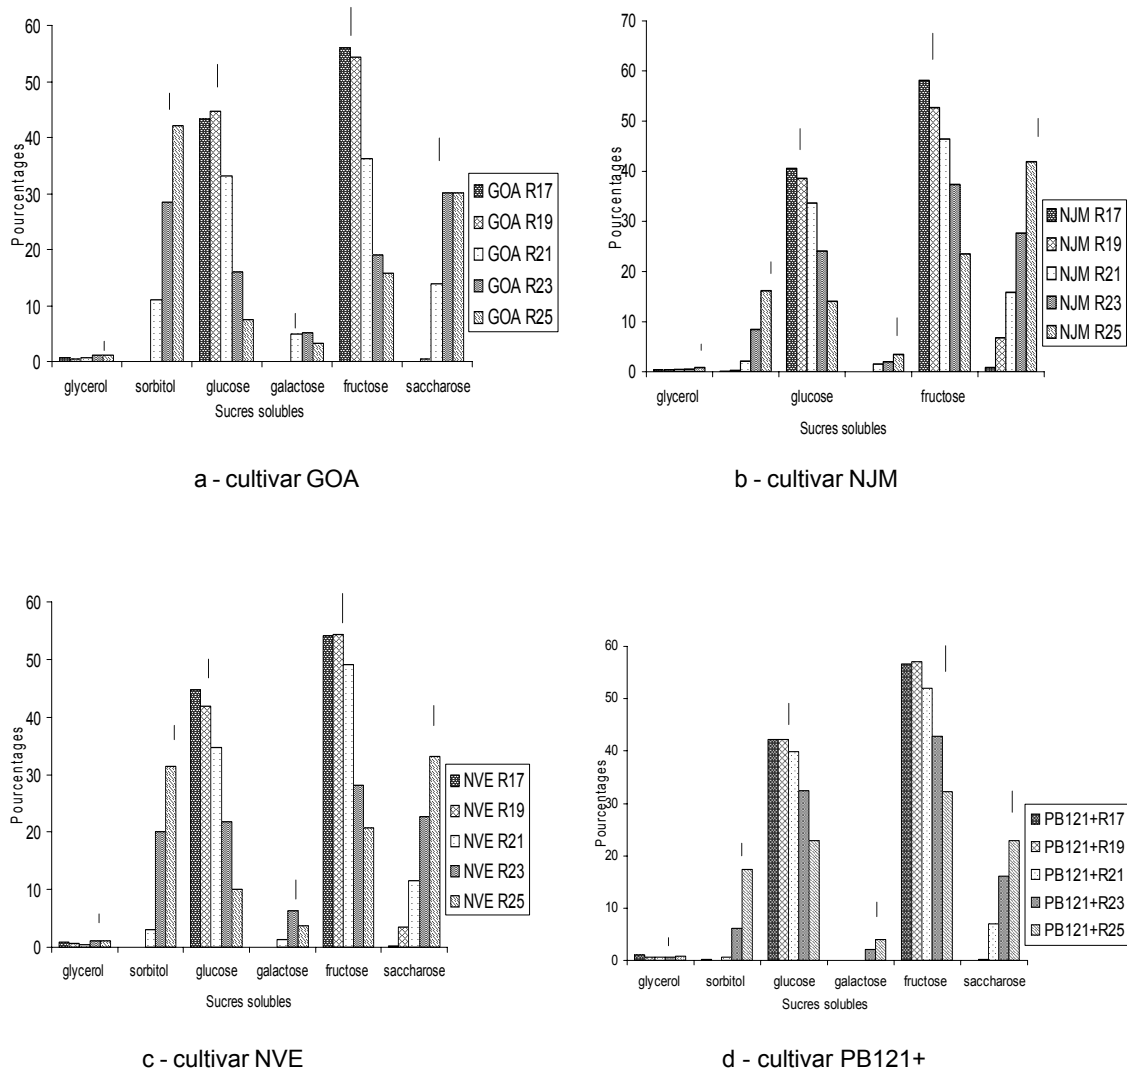 60
50
40
30
20
10
0
Pourcentages
glycerol sorbitol glucose galactose fructose saccharose
Sucres solubles
GOA R17
GOA R19
GOA R21
GOA R23
GOA R25
a - cultivar GOA
70
60
50
40
30
20
10
0
Pourcentages
glycerol glucose fructose
Sucres solubles
NJM R17
NJM R19
NJM R21
NJM R23
NJM R25
b - cultivar NJM
60
50
40
30
20
10
0
Pourcentages
glycerol sorbitol glucose galactose fructose saccharose
Sucres solubles
NVE R17
NVE R19
NVE R21
NVE R23
NVE R25
c - cultivar NVE
60
50
40
30
20
10
0
Pourcentages
glycerol sorbitol glucose galactose fructose saccharose
Sucres solubles
PB121+R17
PB121+R19
PB121+R21
PB121+R23
PB121+R25
d - cultivar PB121+